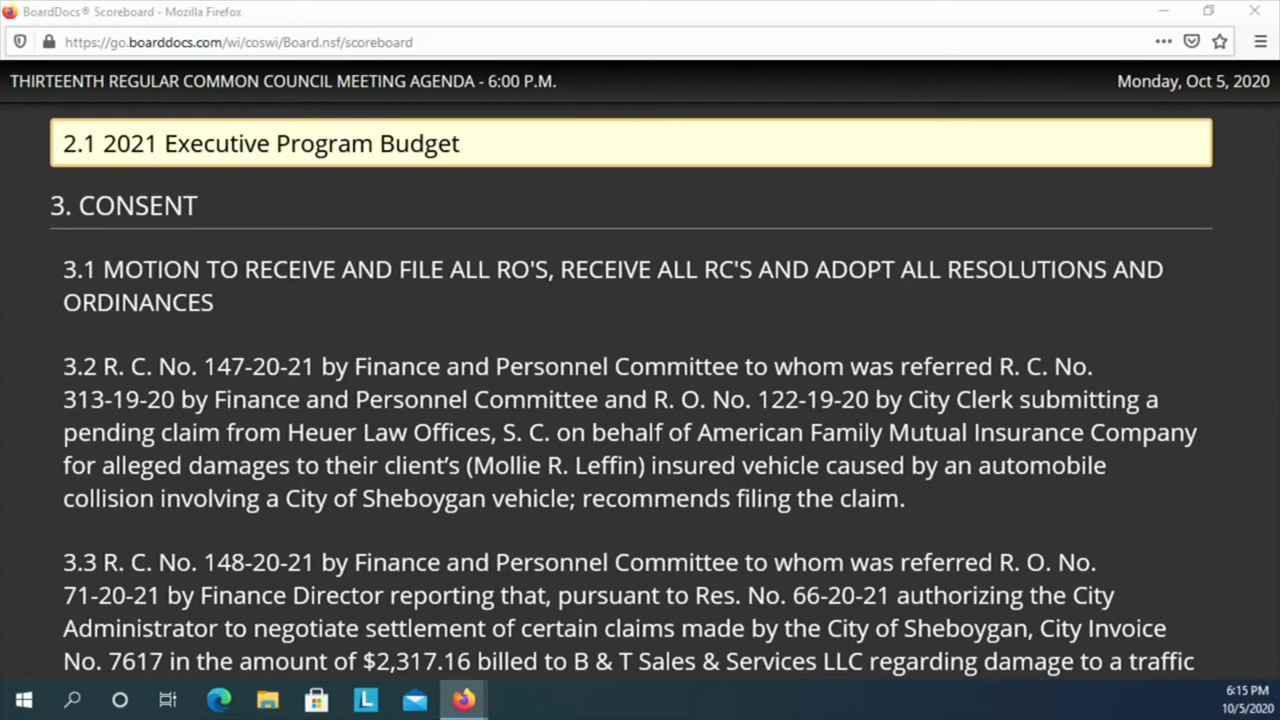 BoardDocs® Scoreboard - Mozilla Firefox
https://go.boarddocs.com/wi/coswi/Board.nsf/scoreboard
THIRTEENTH REGULAR COMMON COUNCIL MEETING AGENDA - 6:00 P.M. Monday, Oct 5, 2020
2.1 2021 Executive Program Budget
3. CONSENT
3.1 MOTION TO RECEIVE AND FILE ALL RO'S, RECEIVE ALL RC'S AND ADOPT ALL RESOLUTIONS AND
ORDINANCES
3.2 R. C. No. 147-20-21 by Finance and Personnel Committee to whom was referred R. C. No.
313-19-20 by Finance and Personnel Committee and R. O. No. 122-19-20 by City Clerk submitting a
pending claim from Heuer Law Offices, S. C. on behalf of American Family Mutual Insurance Company
for alleged damages to their client’s (Mollie R. Leffin) insured vehicle caused by an automobile
collision involving a City of Sheboygan vehicle; recommends filing the claim.
3.3 R. C. No. 148-20-21 by Finance and Personnel Committee to whom was referred R. O. No.
71-20-21 by Finance Director reporting that, pursuant to Res. No. 66-20-21 authorizing the City
Administrator to negotiate settlement of certain claims made by the City of Sheboygan, City Invoice
No. 7617 in the amount of $2,317.16 billed to B & T Sales & Services LLC regarding damage to a traffic
L
6:15 PM
10/5/2020